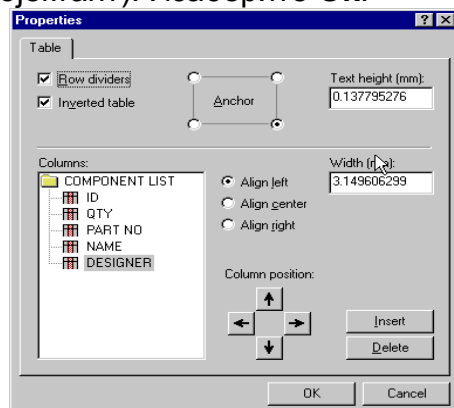 Properties
Table
Row dividers
Inverted table
Anchor
Text height (mm):
0.137795276
Columns:
COMPONENT LIST
ID
QTY
PART NO
NAME
DESIGNER
Align left
Align center
Align right
Width (mm):
3.149606299
Column position:
Insert
Delete
OK
Cancel